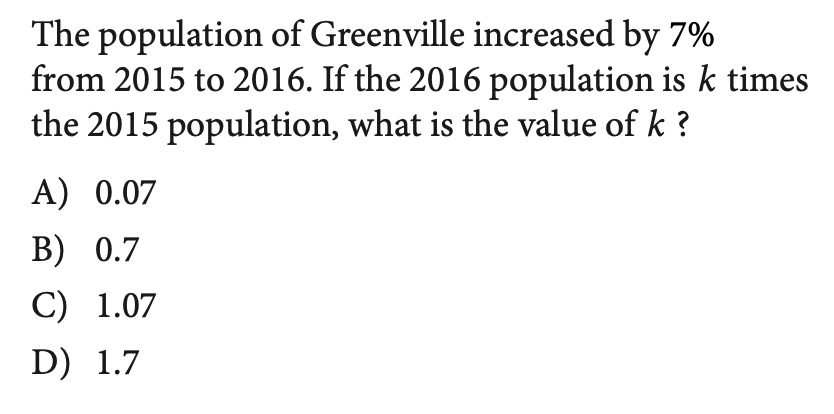 The population of Greenville increased by 7%
from 2015 to 2016. If the 2016 population is k times
the 2015 population, what is the value of k ?
A) 0.07
B) 0.7
C) 1.07
D) 1.7